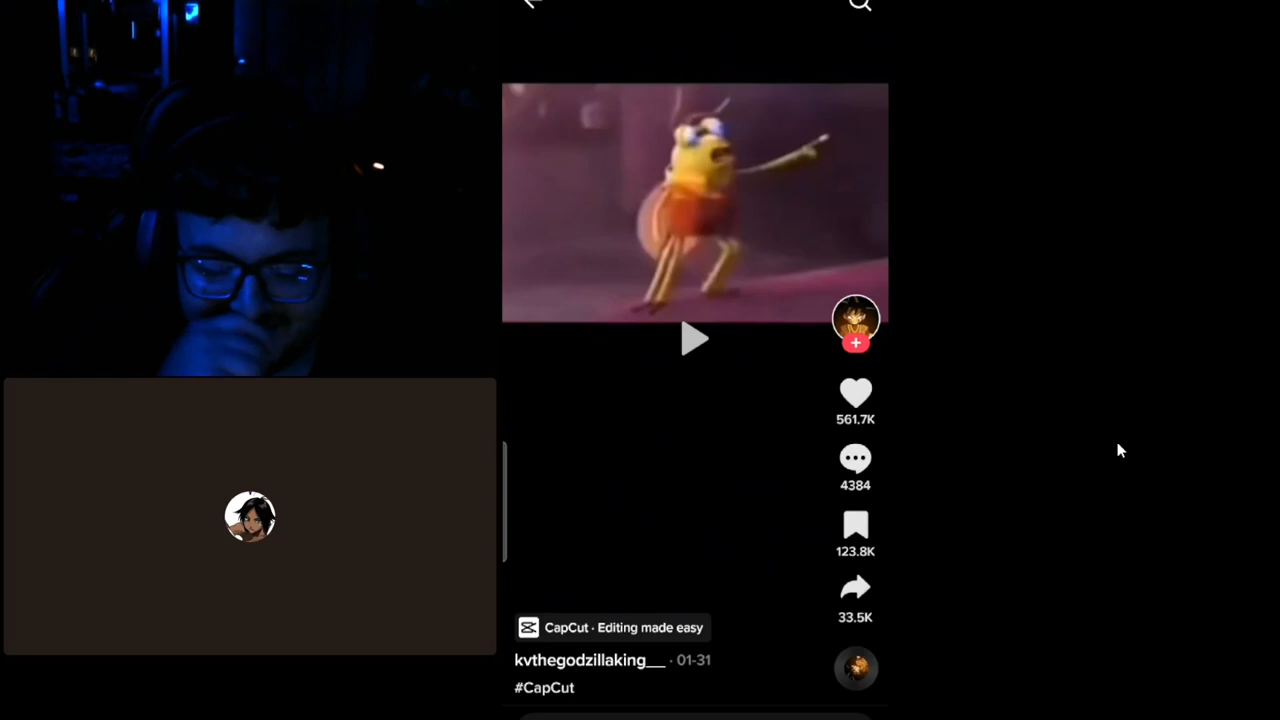 561.7K
4384
123.8K
33.5K
CapCut · Editing made easy
kvthegodzillaking__ · 01-31
#CapCut